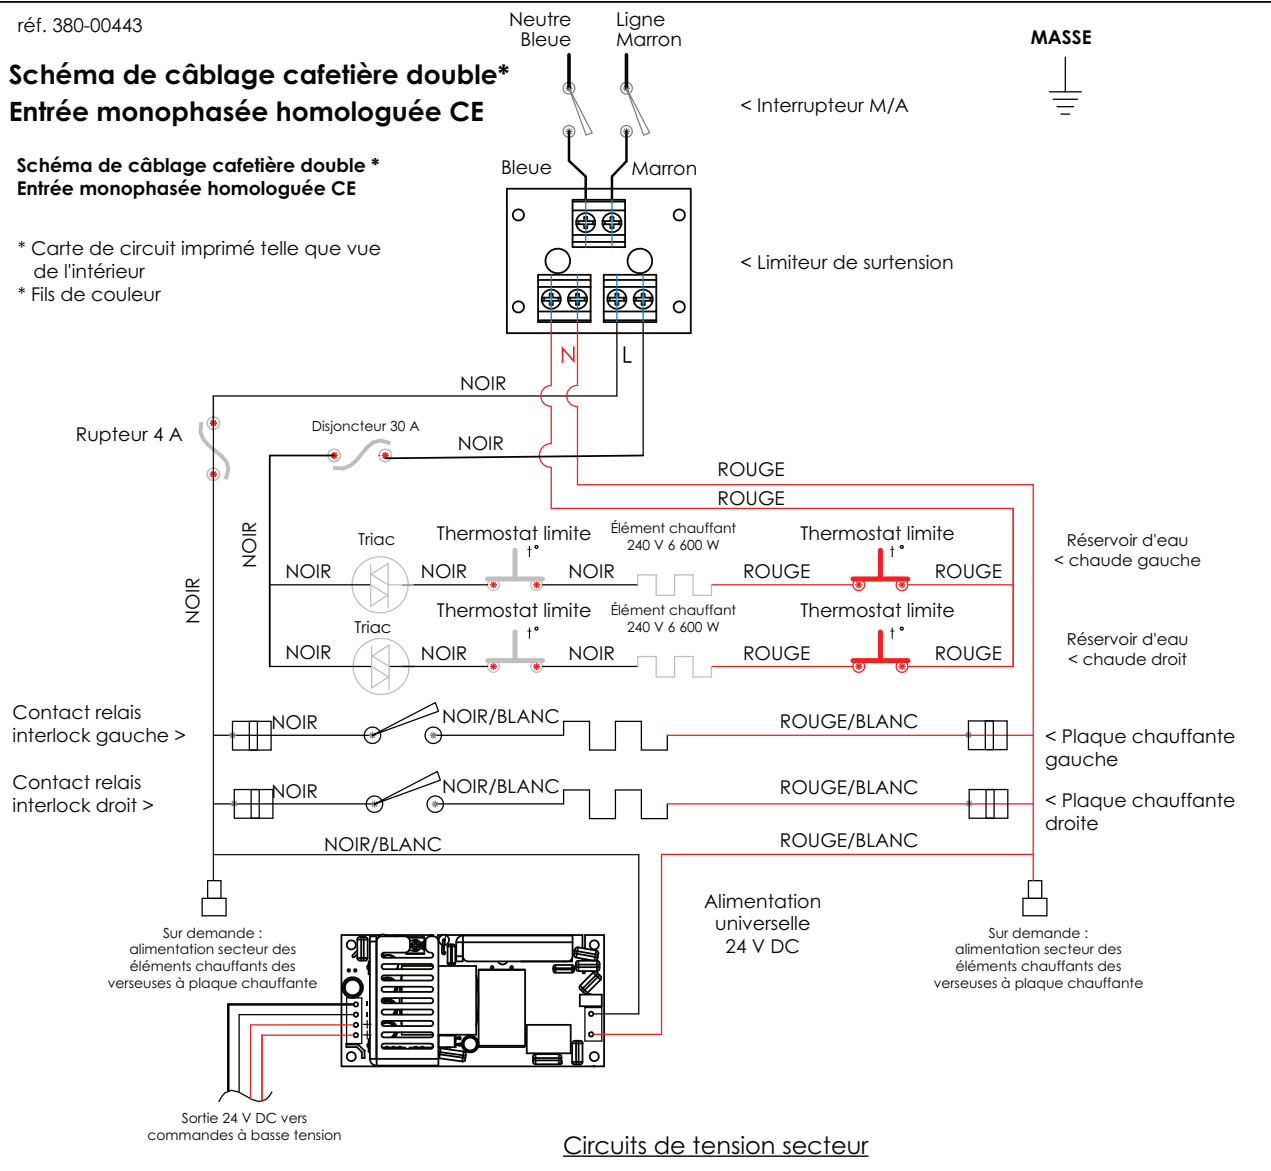 réf. 380-00443
Schéma de câblage cafetière double*
Entrée monophasée homologuée CE
Schéma de câblage cafetière double *
Entrée monophasée homologuée CE
* Carte de circuit imprimé telle que vue
de l'intérieur
* Fils de couleur
Neutre
Bleue
Ligne
Marron
MASSE
< Interrupteur M/A
Bleue
Marron
< Limiteur de surtension
N
L
NOIR
Rupteur 4 A
Disjoncteur 30 A
NOIR
ROUGE
ROUGE
NOIR
NOIR
Triac
Thermostat limite
t°
Élément chauffant
240 V 6 600 W
Thermostat limite
t°
Réservoir d'eau
< chaude gauche
NOIR
NOIR
NOIR
ROUGE
ROUGE
Triac
Thermostat limite
t°
Élément chauffant
240 V 6 600 W
Thermostat limite
t°
Réservoir d'eau
< chaude droit
NOIR
NOIR
NOIR
ROUGE
ROUGE
Contact relais
interlock gauche >
NOIR
NOIR/BLANC
ROUGE/BLANC
< Plaque chauffante
gauche
Contact relais
interlock droit >
NOIR
NOIR/BLANC
ROUGE/BLANC
< Plaque chauffante
droite
NOIR/BLANC
ROUGE/BLANC
Alimentation
universelle
24 V DC
Sur demande :
alimentation secteur des
éléments chauffants des
verseuses à plaque chauffante
Sur demande :
alimentation secteur des
éléments chauffants des
verseuses à plaque chauffante
Sortie 24 V DC vers
commandes à basse tension
Circuits de tension secteur